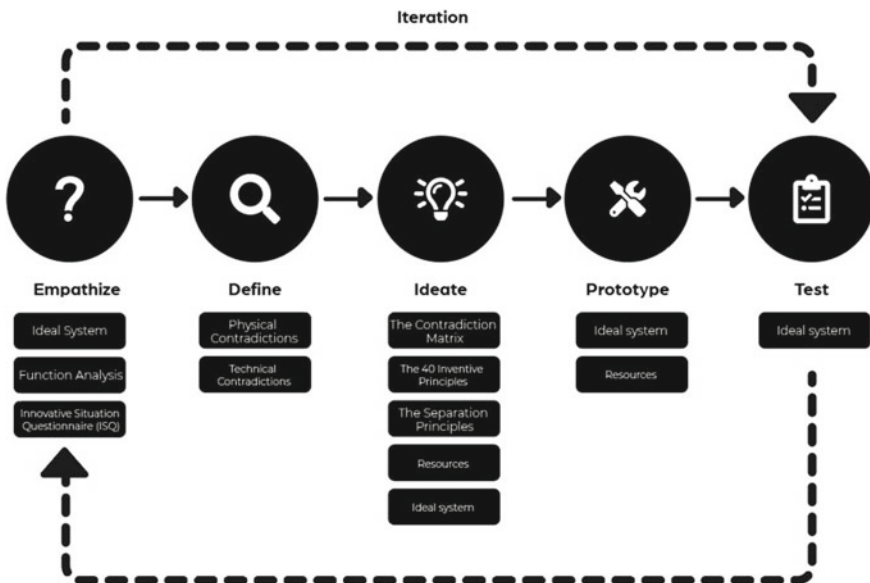 Iteration
Empathize
Ideal System
Function Analysis
Innovative Situation
Questionnaire (ISQ)
Define
Physical
Contradictions
Technical
Contradictions
Ideate
The Contradiction
Matrix
The 40 Inventive
Principles
The Separation
Principles
Resources
Ideal system
Prototype
Ideal system
Resources
Test
Ideal system